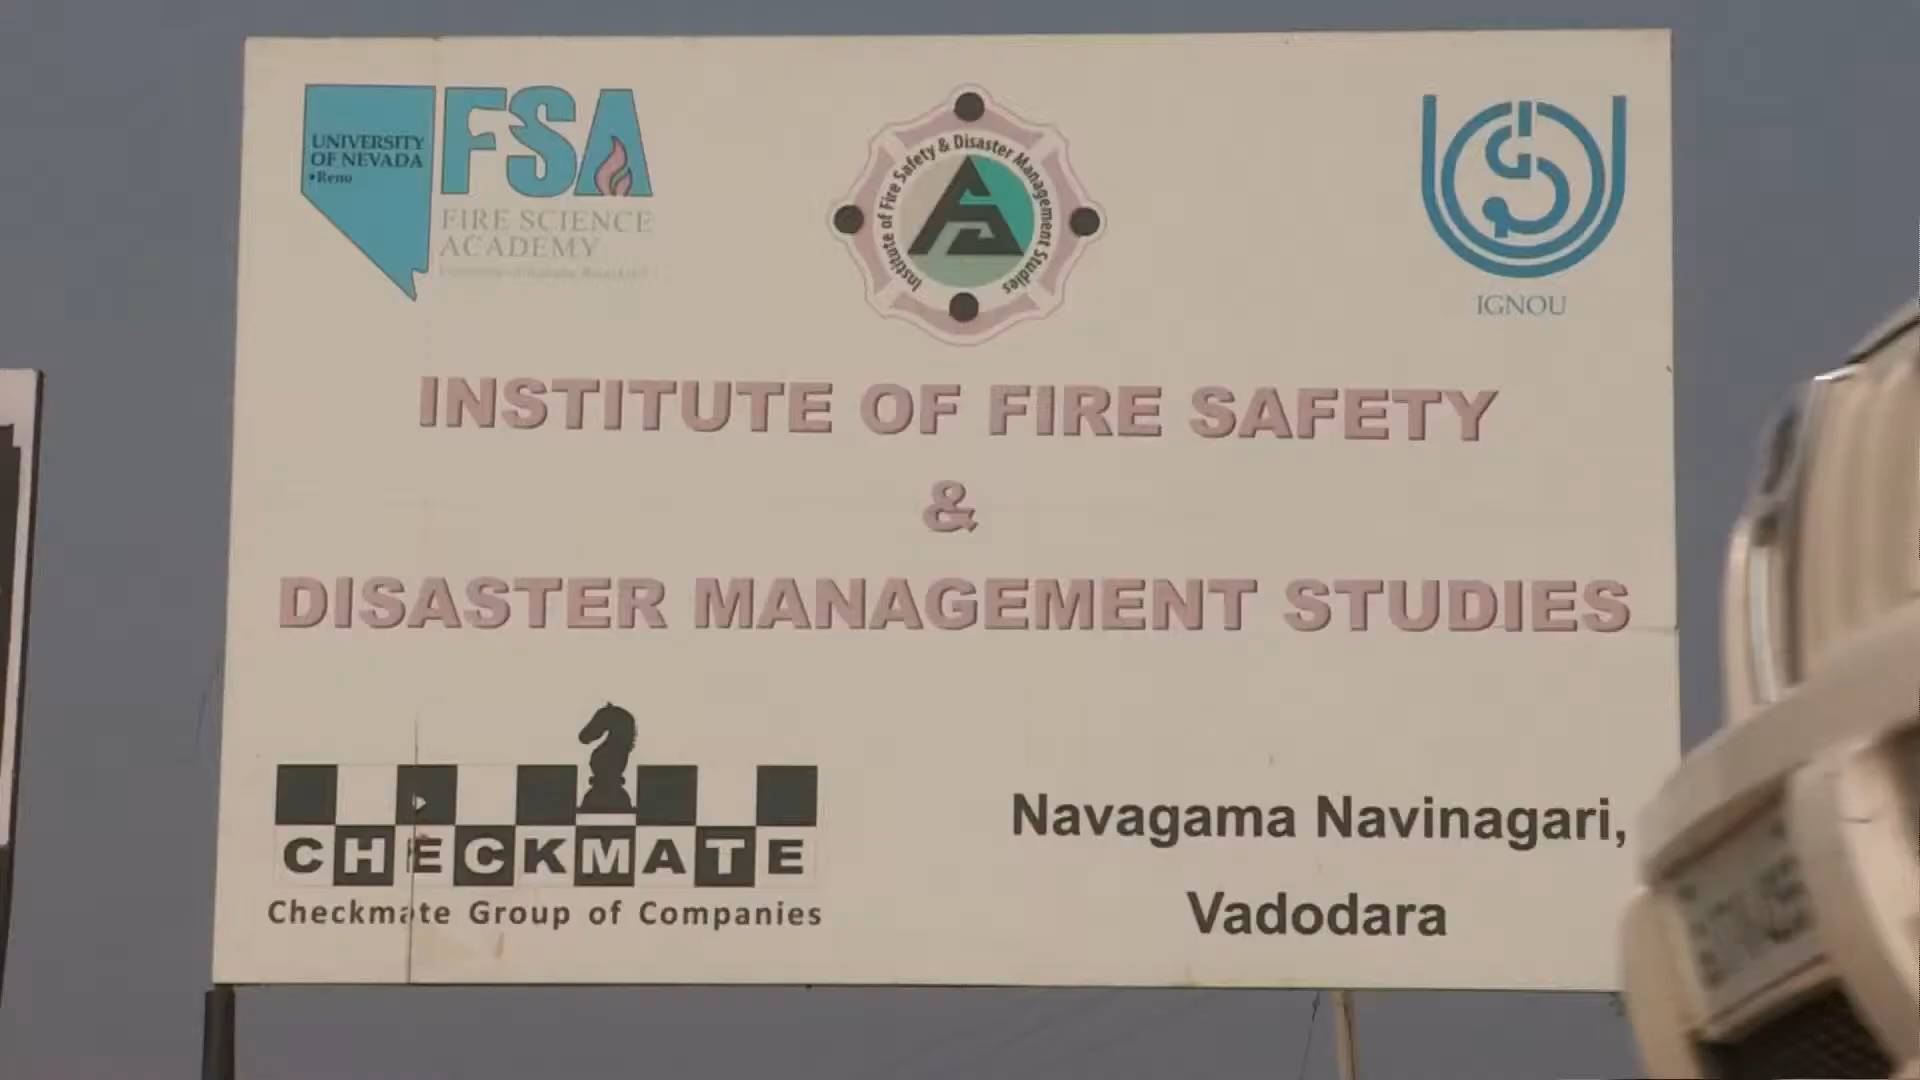 UNIVERSITY
OF NEVADA
•Reno
FSA
FIRE SCIENCE
ACADEMY
Institute of Fire Safety & Disaster Management Studies
IGNOU
INSTITUTE OF FIRE SAFETY
&
DISASTER MANAGEMENT STUDIES
CHECKMATE
Checkmate Group of Companies
Navagama Navinagari,
Vadodara